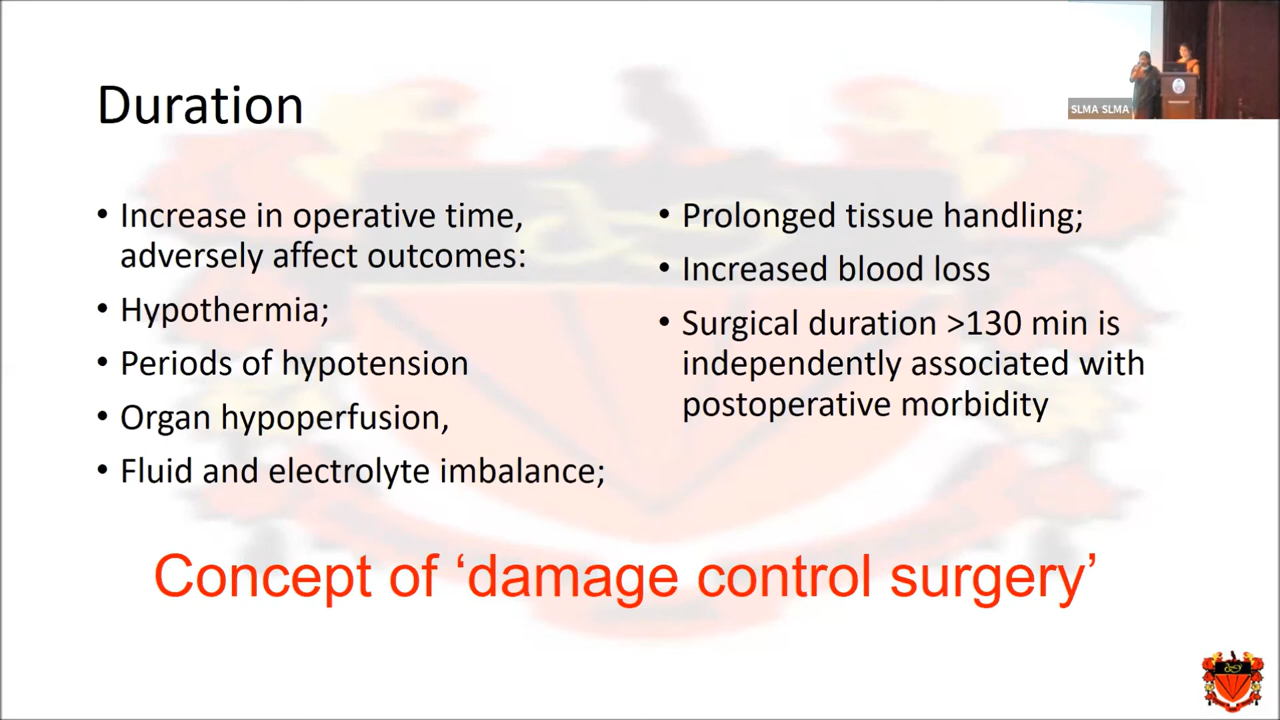 SLMA SLMA
Duration
• Increase in operative time,
adversely affect outcomes:
• Hypothermia;
• Periods of hypotension
• Organ hypoperfusion,
• Fluid and electrolyte imbalance;
• Prolonged tissue handling;
• Increased blood loss
• Surgical duration >130 min is
independently associated with
postoperative morbidity
Concept of ‘damage control surgery’